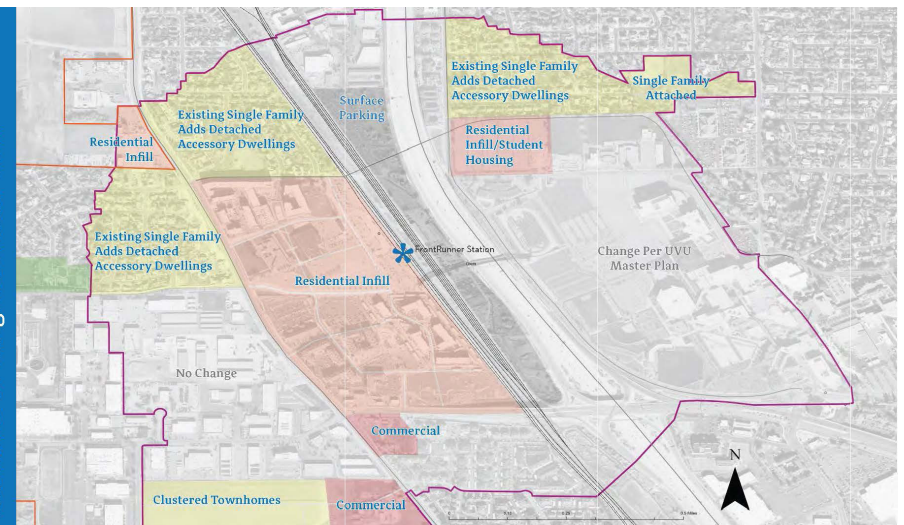 Existing Single Family
Adds Detached
Accessory Dwellings
Single Family
Attached
Surface
Parking
Existing Single Family
Adds Detached
Accessory Dwellings
Residential
Infill/Student
Housing
Residential
Infill
Existing Single Family
Adds Detached
Accessory Dwellings
FrontRunner Station
Change Per UVU
Master Plan
Residential Infill
No Change
Commercial
N
Clustered Townhomes
Commercial